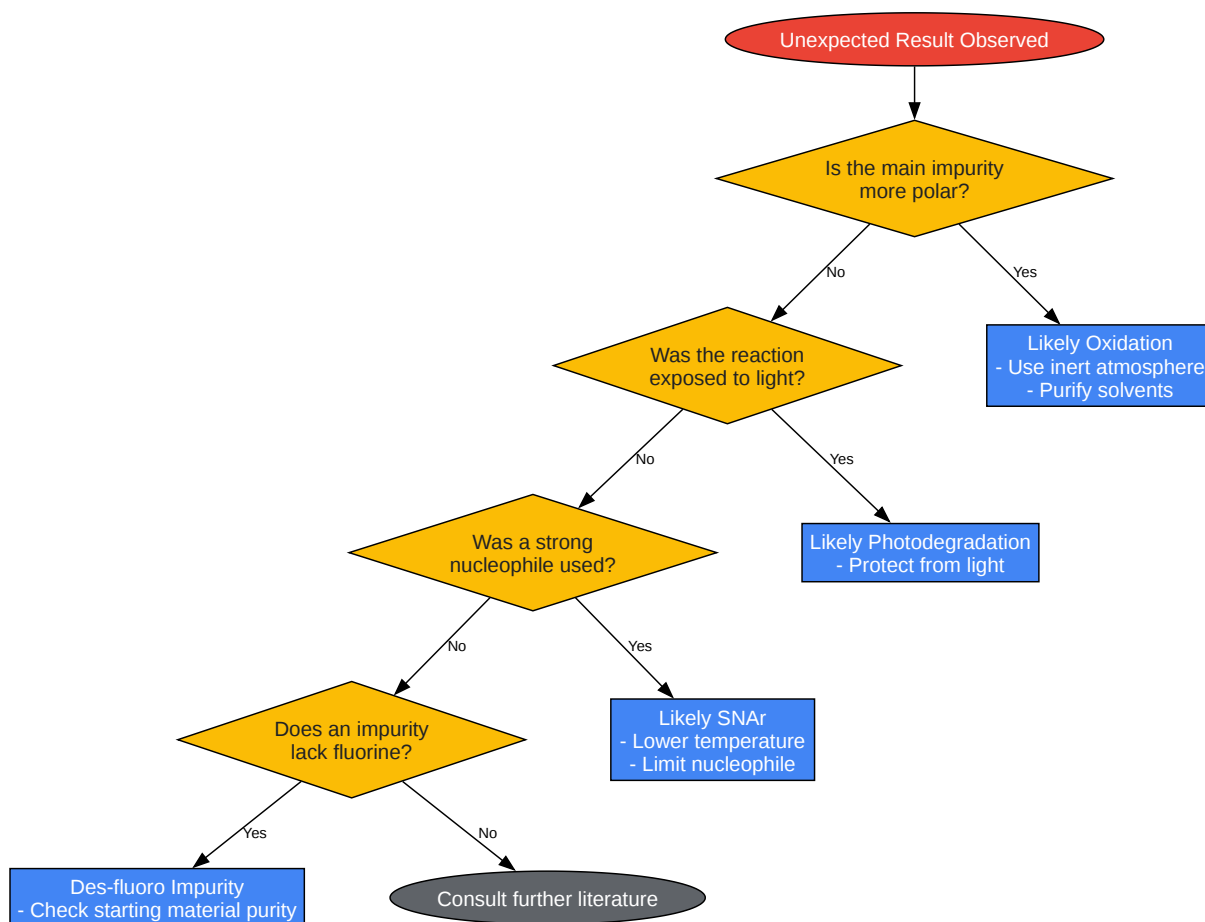 Unexpected Result Observed
Is the main impurity
more polar?
No
Yes
Likely Oxidation
- Use inert atmosphere
- Purify solvents
Was the reaction
exposed to light?
No
Yes
Likely Photodegradation
- Protect from light
Was a strong
nucleophile used?
No
Yes
Likely SNAr
- Lower temperature
- Limit nucleophile
Does an impurity
lack fluorine?
Yes
No
Des-fluoro Impurity
- Check starting material purity
Consult further literature